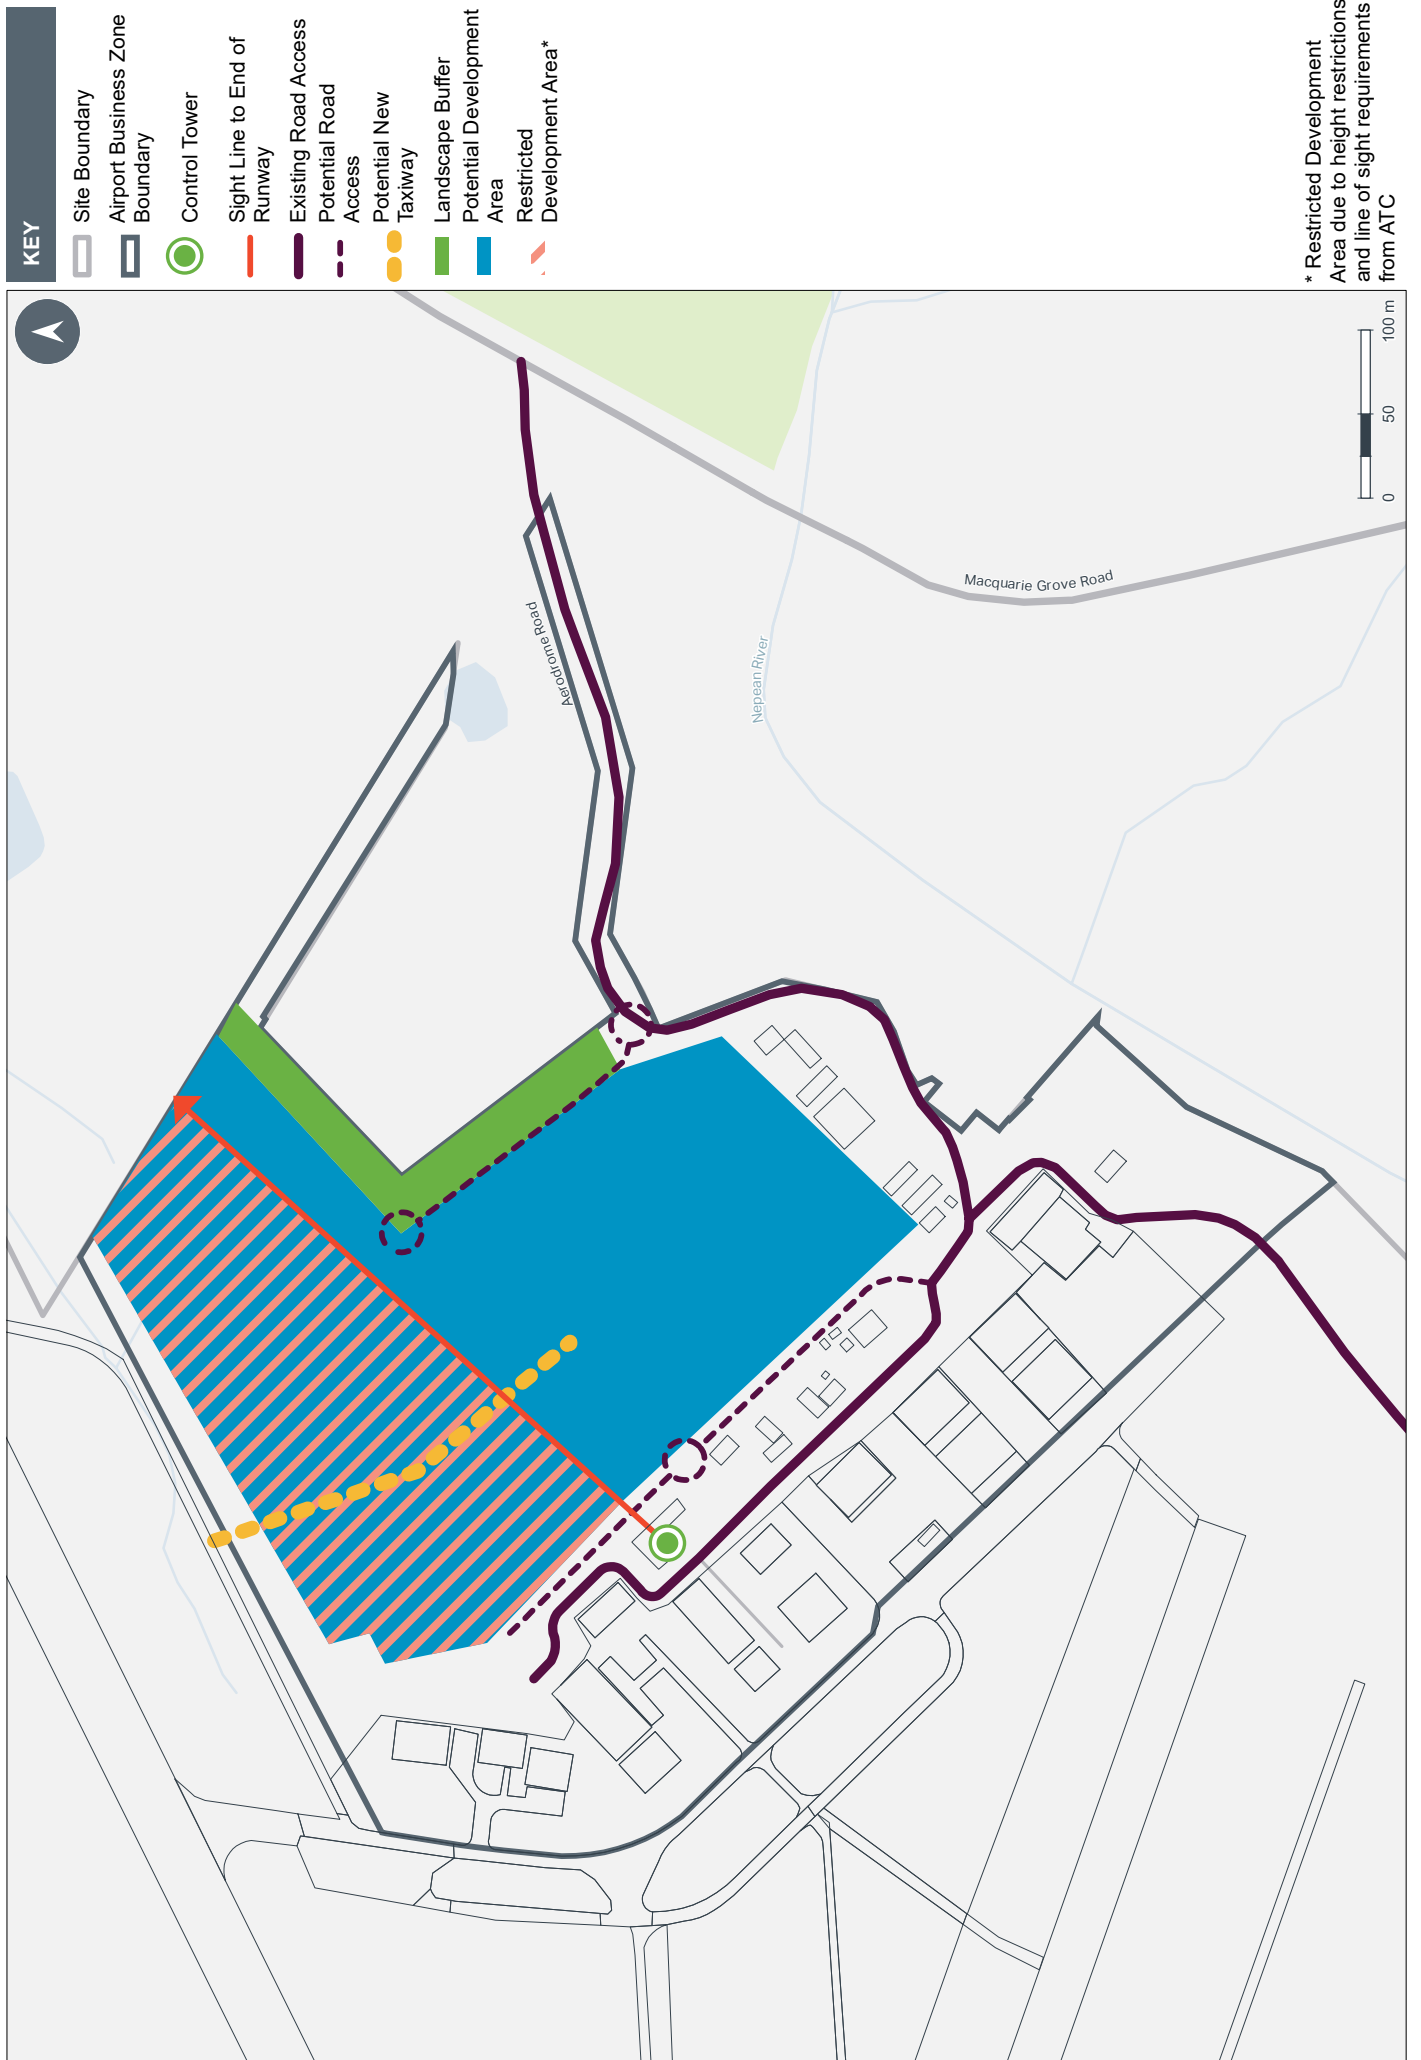 KEY
Site Boundary
Airport Business Zone
Boundary
Control Tower
Sight Line to End of
Runway
Existing Road Access
Potential Road
Access
Potential New
Taxiway
Landscape Buffer
Potential Development
Area
Restricted
Development Area*
* Restricted Development
Area due to height restrictions
and line of sight requirements
from ATC
Aerodrome Road
Macquarie Grove Road
Nepean River
0
50
100 m